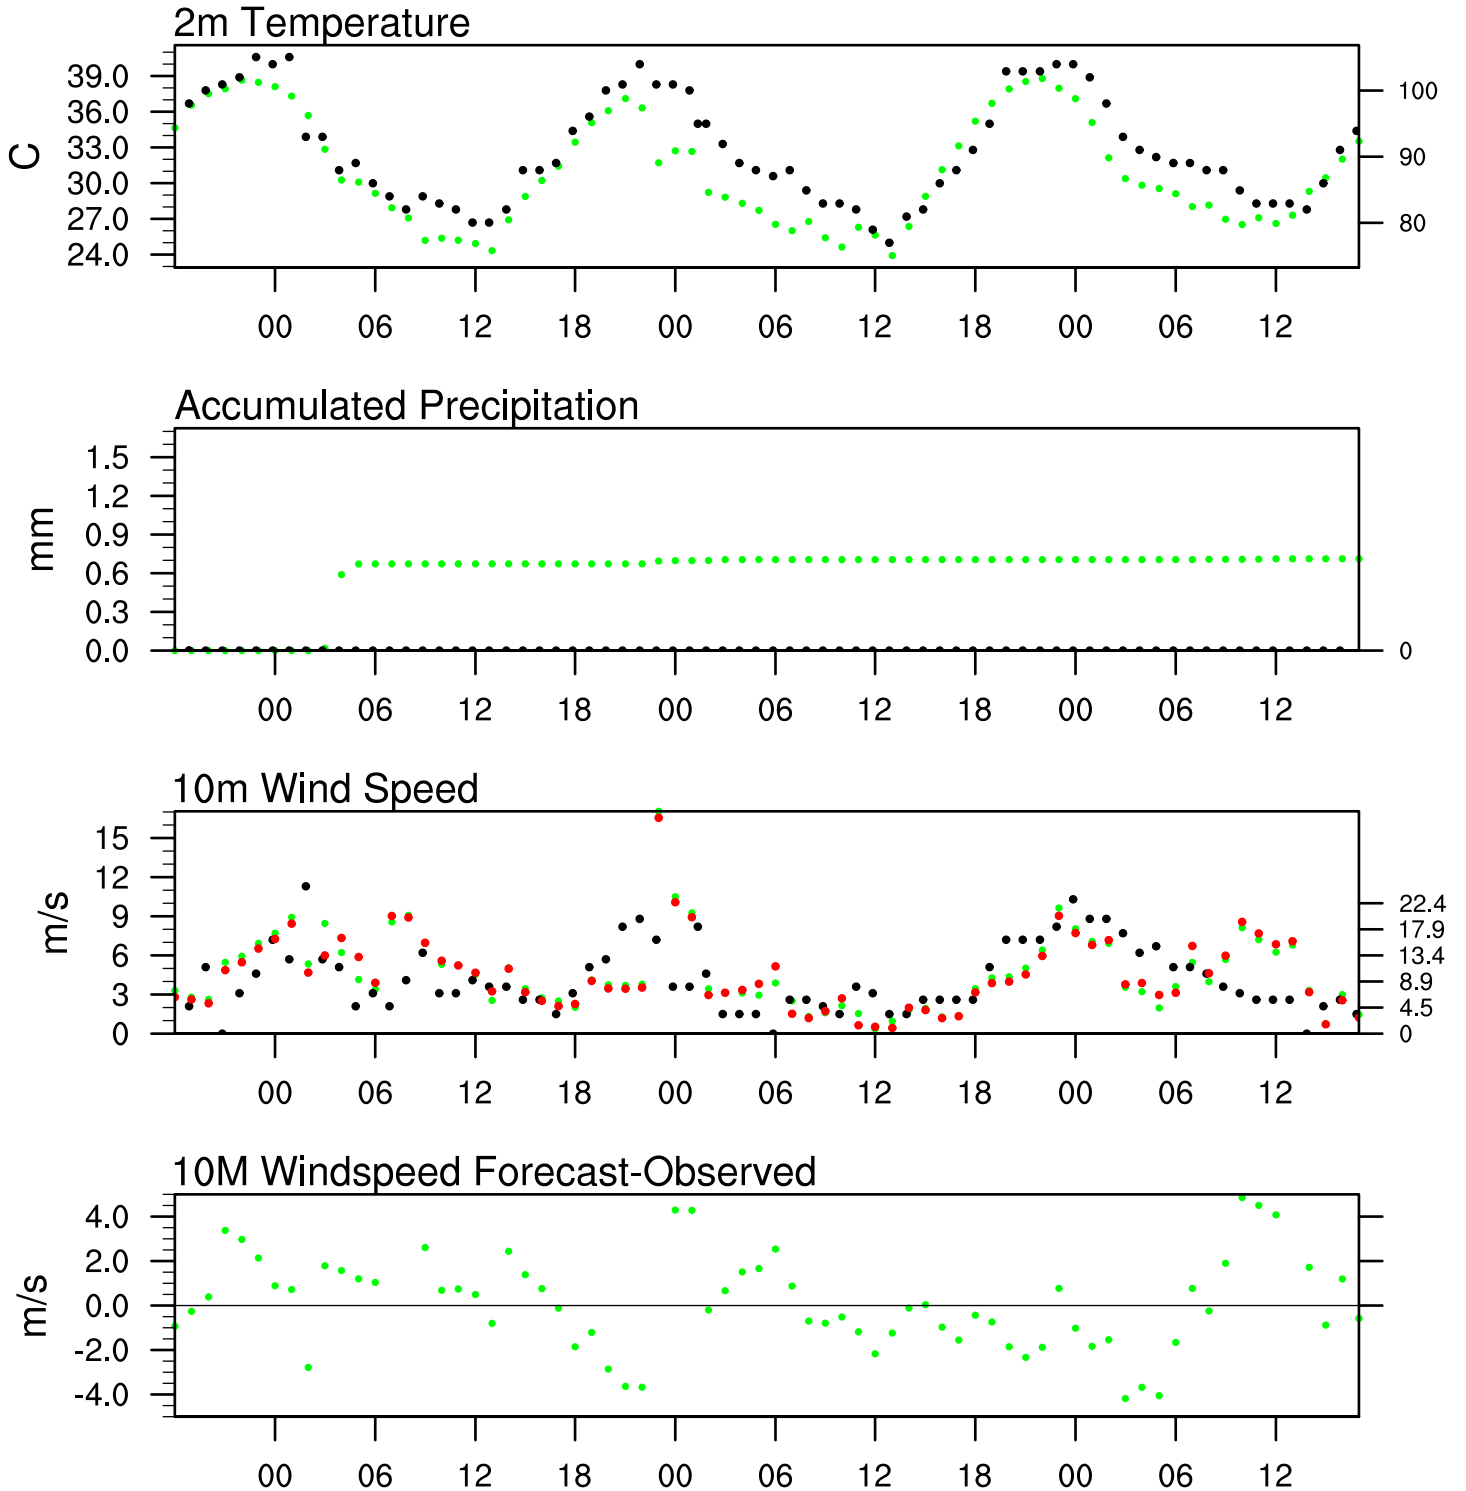 2m Temperature
39.0
36.0
33.0
30.0
27.0
24.0
C
100
90
80
00 06 12 18 00 06 12 18 00 06 12
Accumulated Precipitation
1.5
1.2
0.9
0.6
0.3
0.0
mm
0
00 06 12 18 00 06 12 18 00 06 12
10m Wind Speed
15
12
9
6
3
0
m/s
22.4
17.9
13.4
8.9
4.5
0
00 06 12 18 00 06 12 18 00 06 12
10M Windspeed Forecast-Observed
4.0
2.0
0.0
-2.0
-4.0
m/s
00 06 12 18 00 06 12 18 00 06 12